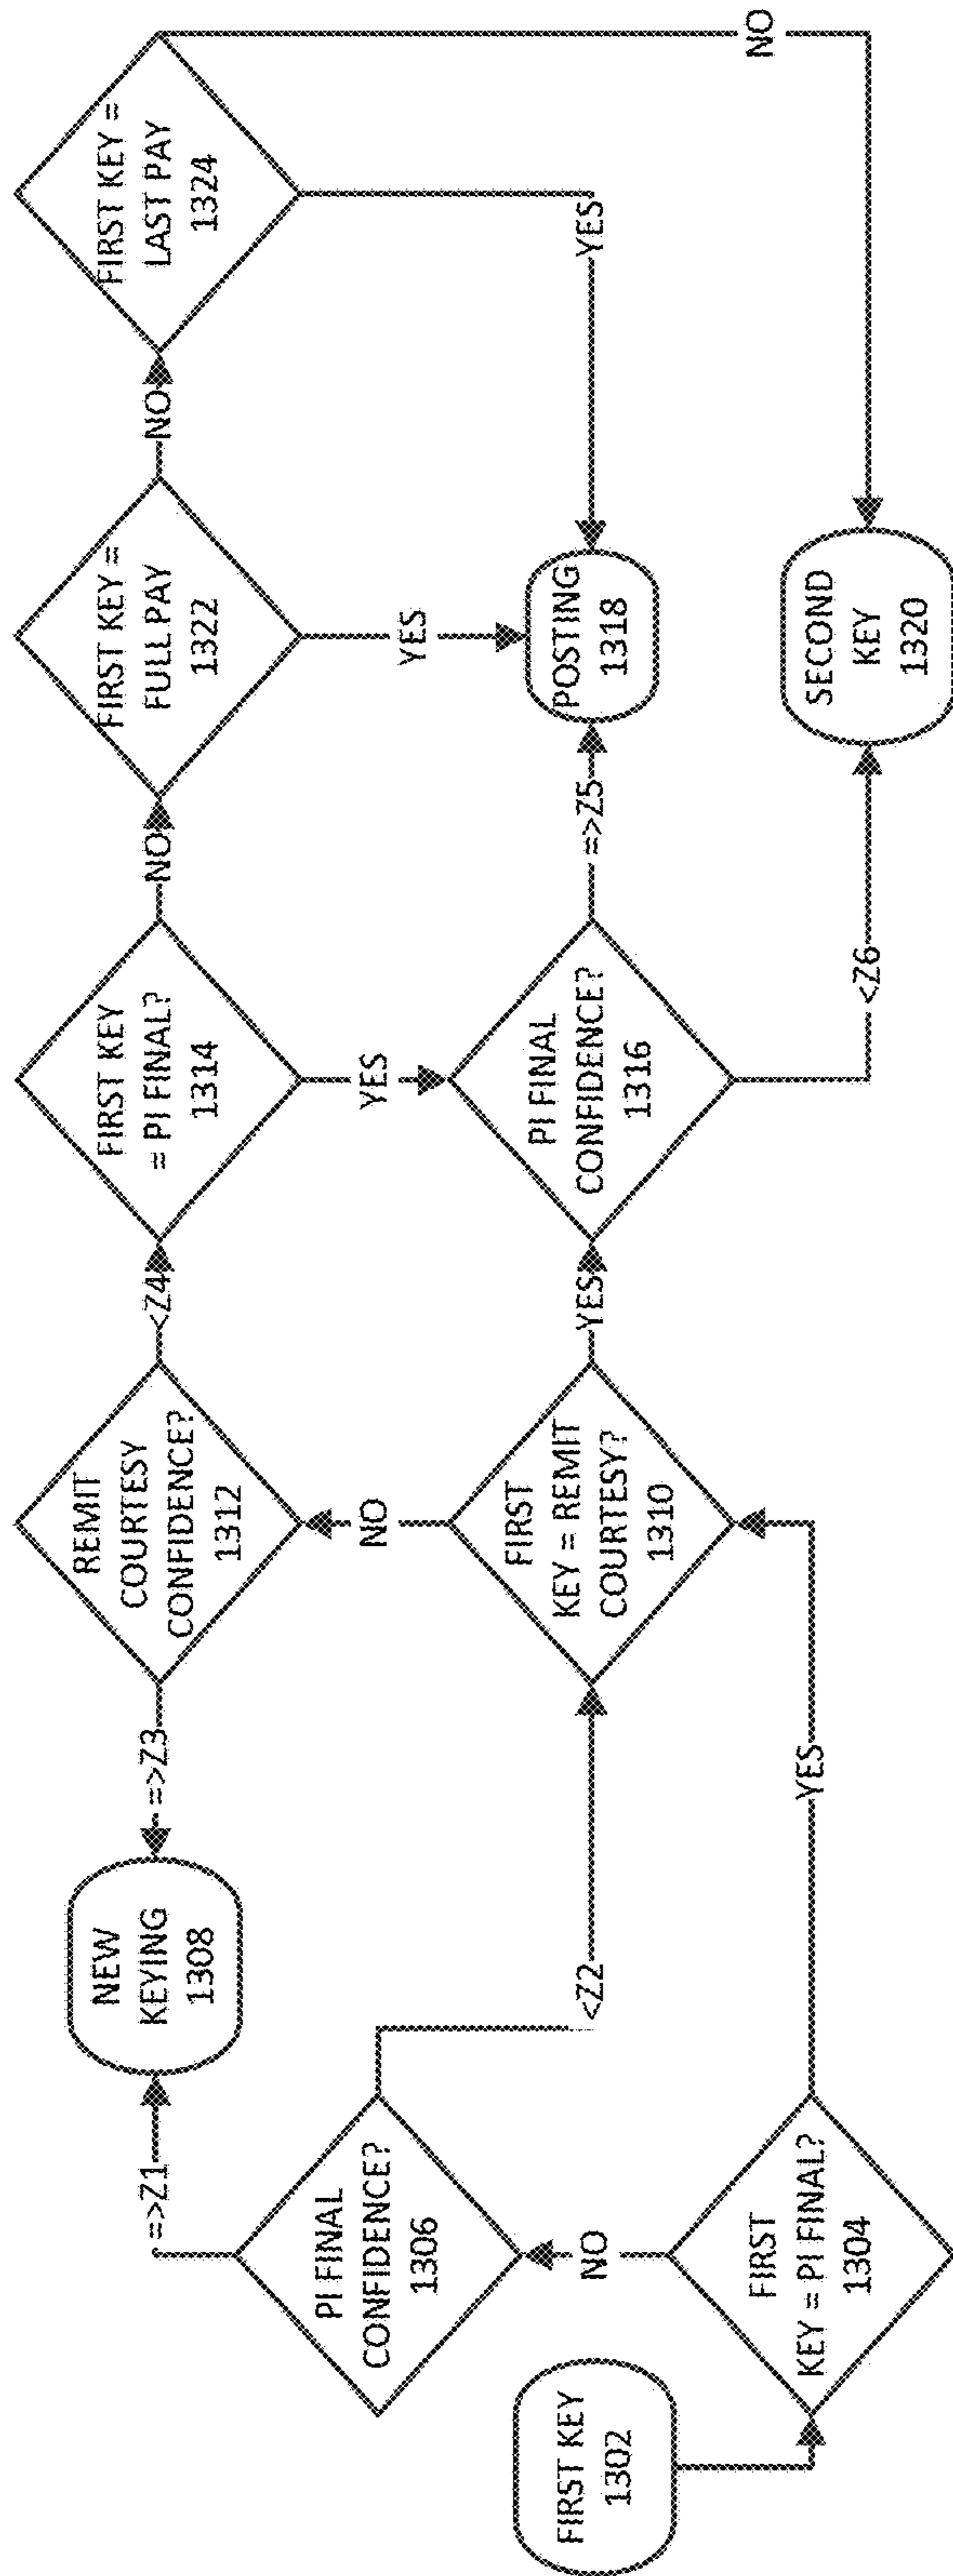 FIRST KEY
1302
FIRST
KEY = PI FINAL?
1304
NO
YES
PI FINAL
CONFIDENCE?
1306
=>Z1
<Z2
NEW
KEYING
1308
=>Z3
REMIT
COURTESY
CONFIDENCE?
1312
<Z4
NO
FIRST
KEY = REMIT
COURTESY?
1310
YES
FIRST KEY
= PI FINAL?
1314
NO
YES
PI FINAL
CONFIDENCE?
1316
=>Z5
<Z6
FIRST KEY =
FULL PAY
1322
NO
YES
POSTING
1318
SECOND
KEY
1320
FIRST KEY =
LAST PAY
1324
YES
NO